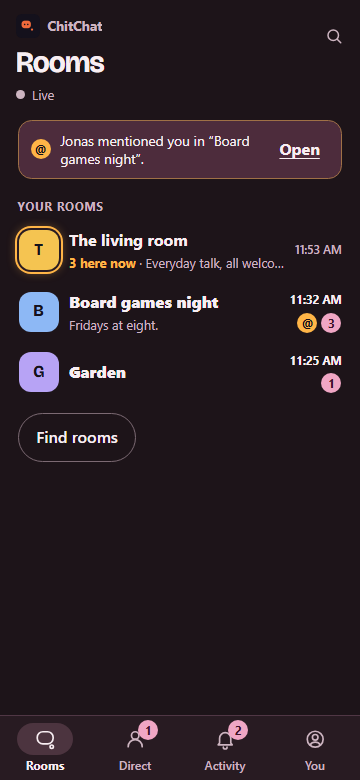 ChitChat
Rooms
Live
@ Jonas mentioned you in “Board games night”. Open
YOUR ROOMS
T The living room 11:53 AM
3 here now · Everyday talk, all welco...
B Board games night 11:32 AM
Fridays at eight. @ 3
G Garden 11:25 AM
1
Find rooms
1 2
Rooms Direct Activity You